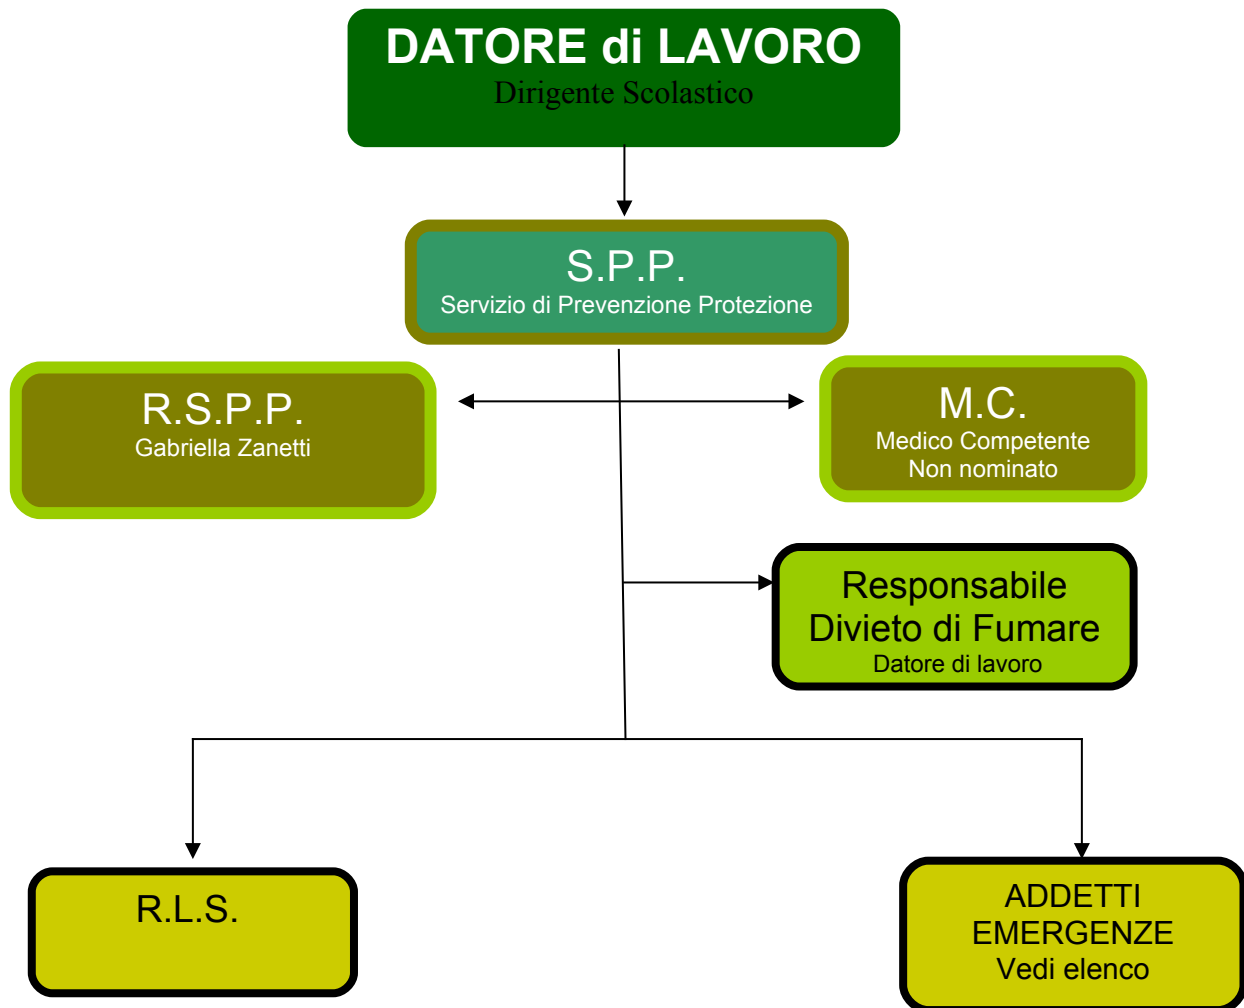 DATORE di LAVORO
Dirigente Scolastico
S.P.P.
Servizio di Prevenzione Protezione
R.S.P.P.
Gabriella Zanetti
M.C.
Medico Competente
Non nominato
Responsabile
Divieto di Fumare
Datore di lavoro
R.L.S.
ADDETTI
EMERGENZE
Vedi elenco